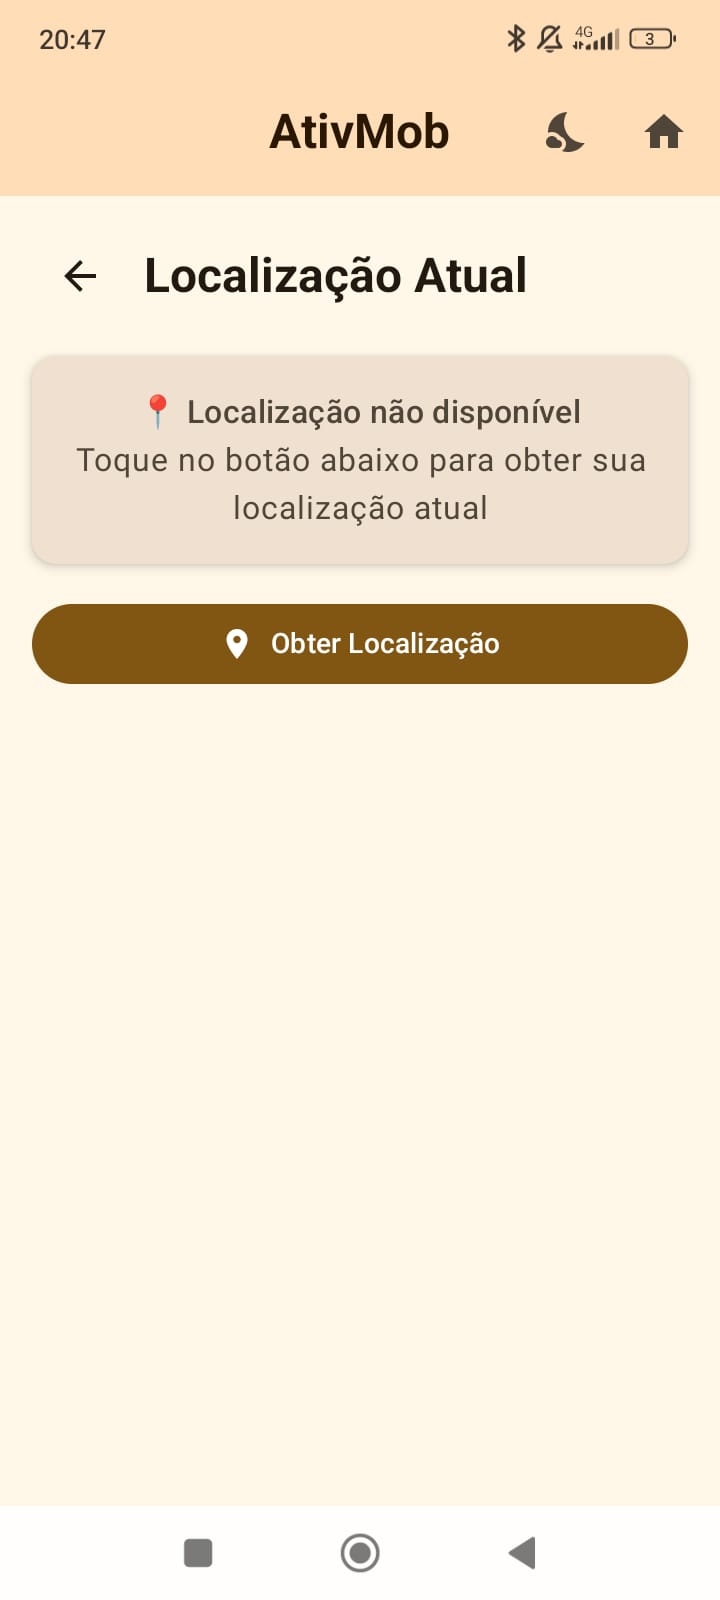 20:47
4G
3
AtivMob
Localização Atual
📍 Localização não disponível
Toque no botão abaixo para obter sua
localização atual
Obter Localização